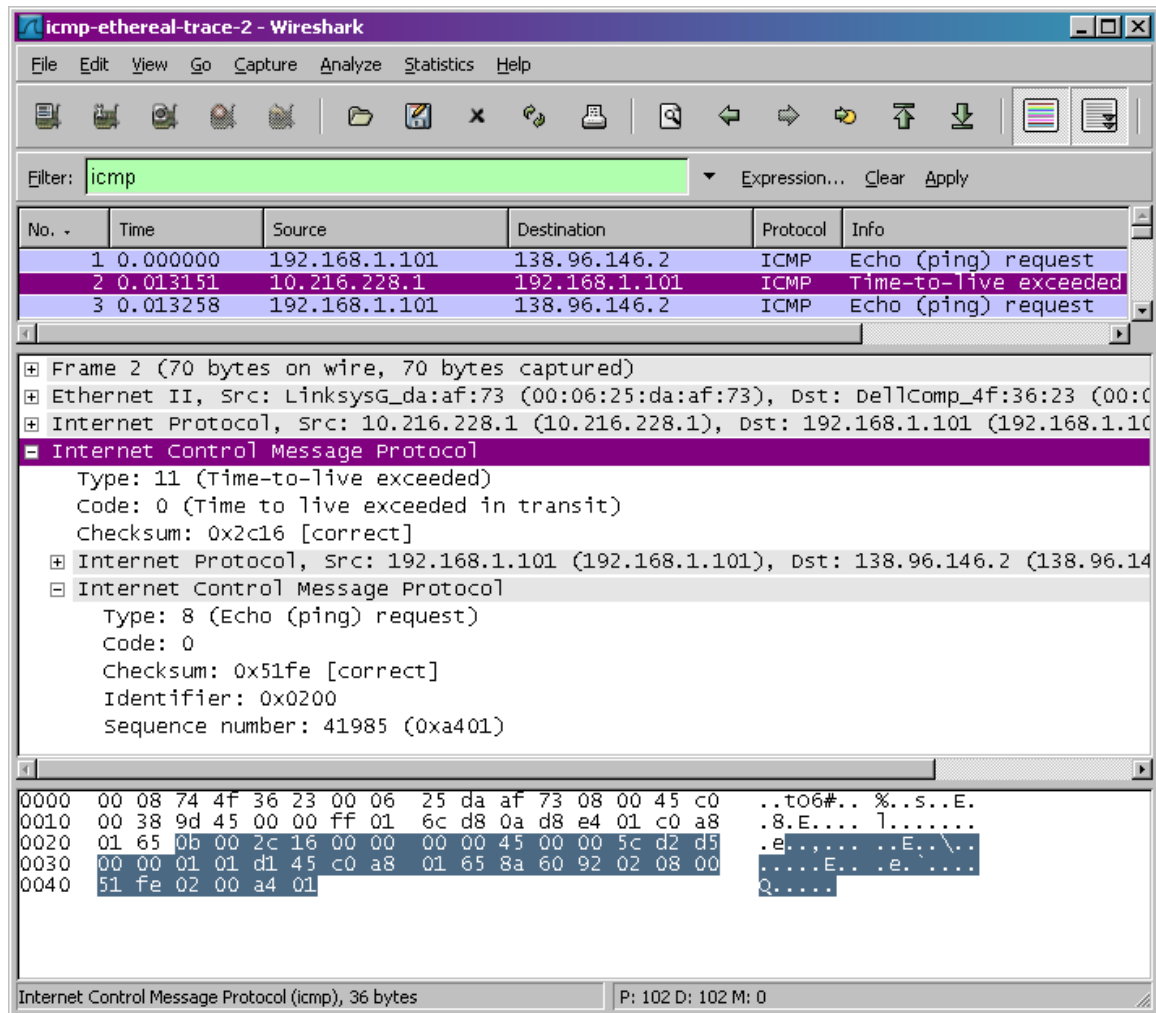 icmp-ethereal-trace-2 - Wireshark
File Edit View Go Capture Analyze Statistics Help
Filter: icmp Expression... Clear Apply
No. Time Source Destination Protocol Info
1 0.000000 192.168.1.101 138.96.146.2 ICMP Echo (ping) request
2 0.013151 10.216.228.1 192.168.1.101 ICMP Time-to-live exceeded
3 0.013258 192.168.1.101 138.96.146.2 ICMP Echo (ping) request
Frame 2 (70 bytes on wire, 70 bytes captured)
Ethernet II, Src: LinksysG_da:af:73 (00:06:25:da:af:73), Dst: DellComp_4f:36:23 (00:0
Internet Protocol, Src: 10.216.228.1 (10.216.228.1), Dst: 192.168.1.101 (192.168.1.10
Internet Control Message Protocol
Type: 11 (Time-to-live exceeded)
Code: 0 (Time to live exceeded in transit)
Checksum: 0x2c16 [correct]
Internet Protocol, Src: 192.168.1.101 (192.168.1.101), Dst: 138.96.146.2 (138.96.14
Internet Control Message Protocol
Type: 8 (Echo (ping) request)
Code: 0
Checksum: 0x51fe [correct]
Identifier: 0x0200
Sequence number: 41985 (0xa401)
0000 00 08 74 4f 36 23 00 06 25 da af 73 08 00 45 c0 ..tO6#.. %..s..E.
0010 00 38 9d 45 00 00 ff 01 6c d8 0a d8 e4 01 c0 a8 .8.E.... l.......
0020 01 65 0b 00 2c 16 00 00 00 00 45 00 00 5c d2 d5 .e..,... ..E..\..
0030 00 00 01 01 d1 45 c0 a8 01 65 8a 60 92 02 08 00 .....E.. .e.`....
0040 51 fe 02 00 a4 01 Q.....
Internet Control Message Protocol (icmp), 36 bytes P: 102 D: 102 M: 0